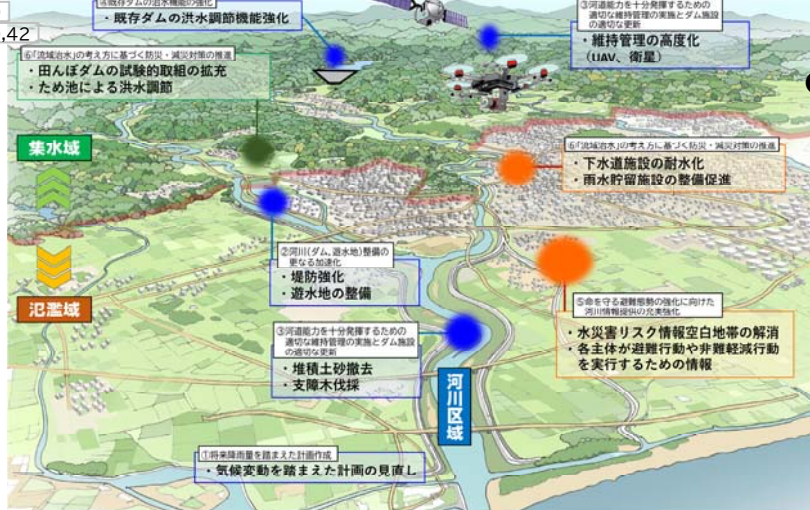 ,42
④既存ダムの治水機能の強化
・既存ダムの洪水調節機能強化
③河道能力を十分発揮するための
適切な維持管理の実施とダム施設
の適切な更新
・維持管理の高度化
(UAV、衛星)
⑥「流域治水」の考え方に基づく防災・減災対策の推進
・田んぼダムの試験的取組の拡充
・ため池による洪水調節
集水域
⑥「流域治水」の考え方に基づく防災・減災対策の推進
・下水道施設の耐水化
・雨水貯留施設の整備促進
②河川(ダム,遊水地)整備の
更なる加速化
・堤防強化
・遊水地の整備
氾濫域
⑤命を守る避難態勢の強化に向けた
河川情報提供の充実強化
・水災害リスク情報空白地帯の解消
・各主体が避難行動や非難軽減行動
を実行するための情報
③河道能力を十分発揮するための
適切な維持管理の実施とダム施設
の適切な更新
・堆積土砂撤去
・支障木伐採
河川区域
①将来降雨量を踏まえた計画作成
・気候変動を踏まえた計画の見直し